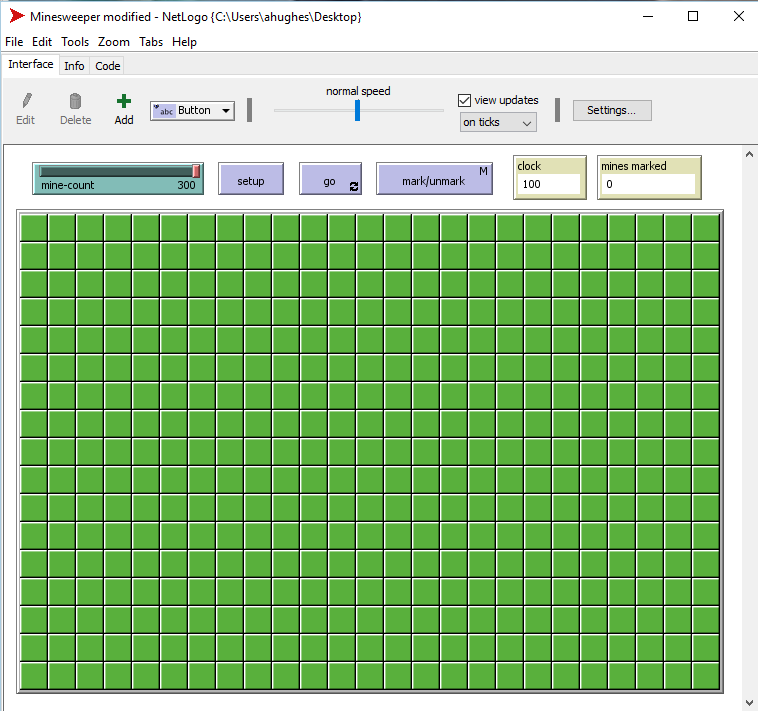 Minesweeper modified - NetLogo {C:\Users\ahughes\Desktop}
File Edit Tools Zoom Tabs Help
Interface Info Code
normal speed
Edit Delete Add abc Button view updates Settings...
on ticks
mine-count 300 setup go mark/unmark M clock mines marked
100 0